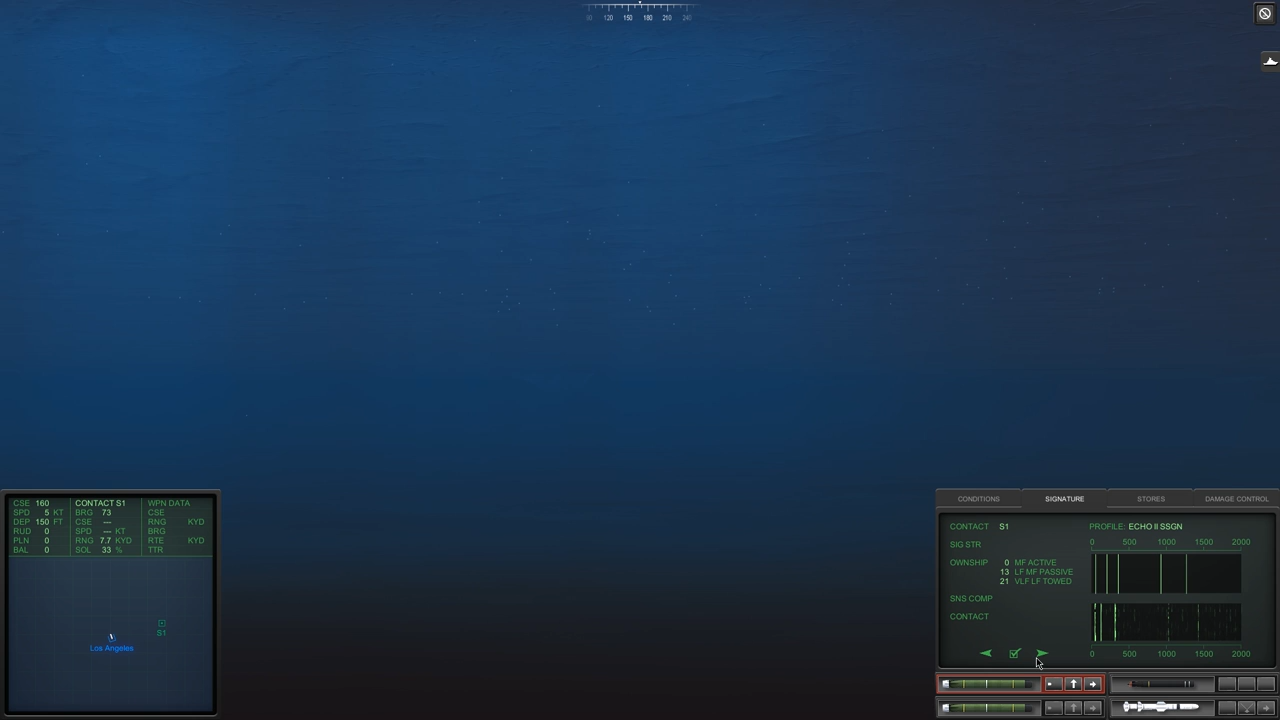 90 120 150 180 210 240
CSE 160
SPD 5 KT
DEP 150 FT
RUD 0
PLN 0
BAL 0
CONTACT S1
BRG 73
CSE ---
SPD --- KT
RNG 7.7 KYD
SOL 33 %
WPN DATA
CSE
RNG KYD
BRG
RTE KYD
TTR
S1
Los Angeles
CONDITIONS SIGNATURE STORES DAMAGE CONTROL
CONTACT S1
SIG STR
OWNSHIP 0 MF ACTIVE
13 LF MF PASSIVE
21 VLF LF TOWED
SNS COMP
CONTACT
PROFILE: ECHO II SSGN
0 500 1000 1500 2000
0 500 1000 1500 2000